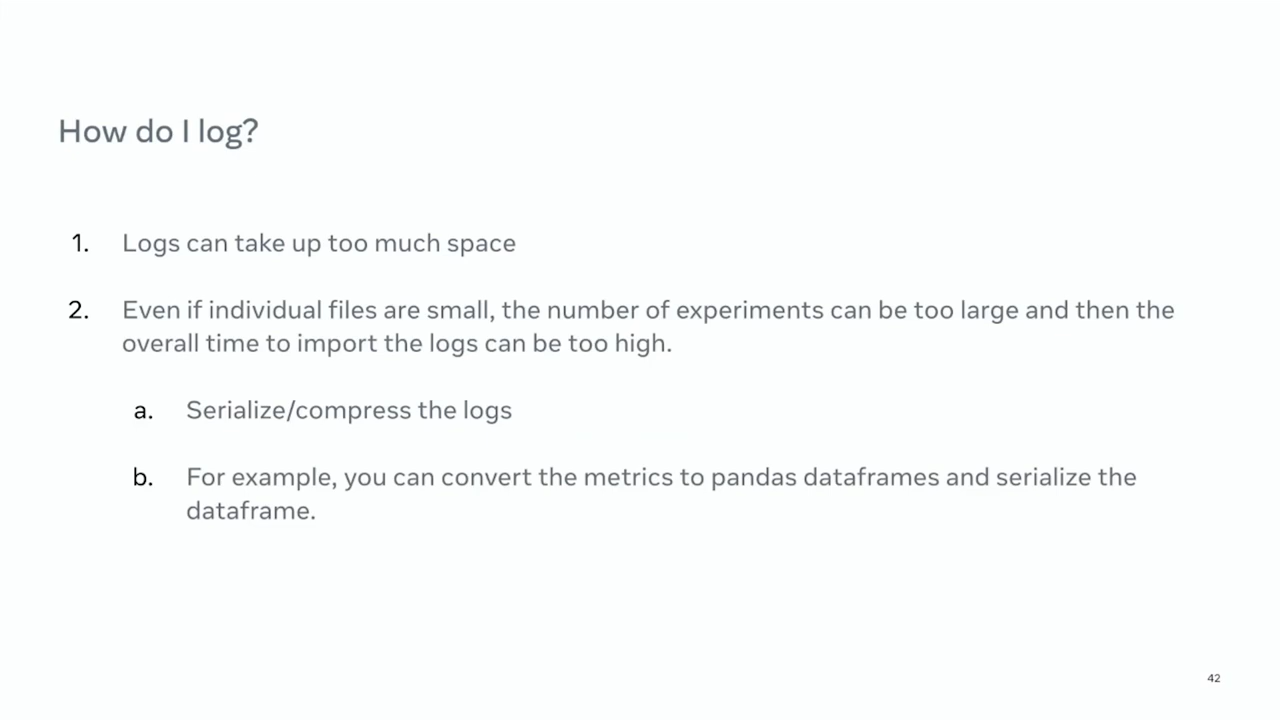 How do I log?
1. Logs can take up too much space
2. Even if individual files are small, the number of experiments can be too large and then the
overall time to import the logs can be too high.
a. Serialize/compress the logs
b. For example, you can convert the metrics to pandas dataframes and serialize the
dataframe.
42